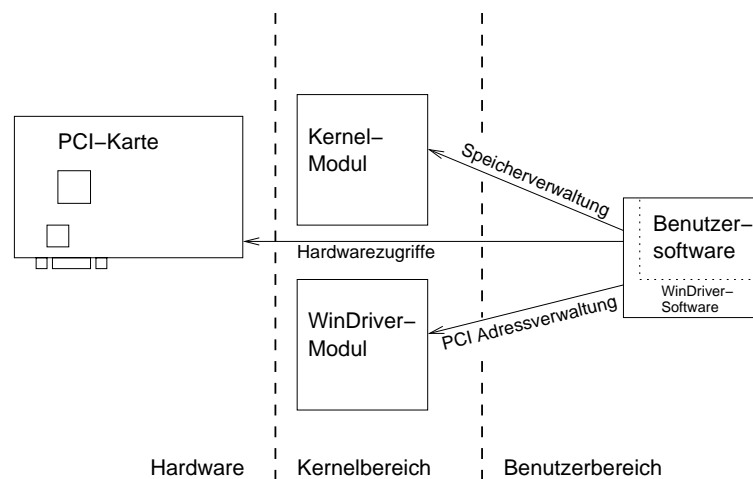 PCI–Karte
Kernel–
Modul
Speicherverwaltung
Benutzer–
software
Hardwarezugriffe
WinDriver–
Software
WinDriver–
Modul
PCI Adressverwaltung
Hardware
Kernelbereich
Benutzerbereich